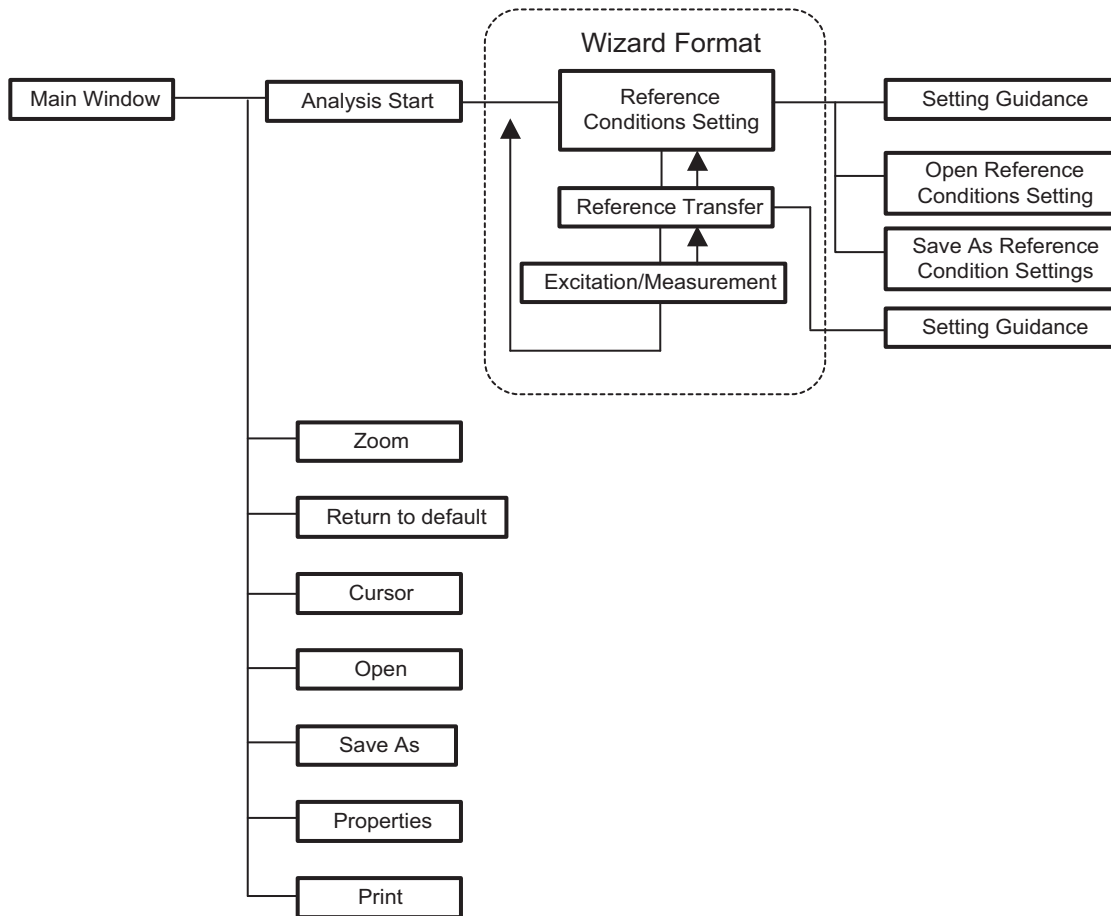 Wizard Format
Main Window
Analysis Start
Reference
Conditions Setting
Setting Guidance
Open Reference
Conditions Setting
Reference Transfer
Save As Reference
Condition Settings
Excitation/Measurement
Setting Guidance
Zoom
Return to default
Cursor
Open
Save As
Properties
Print